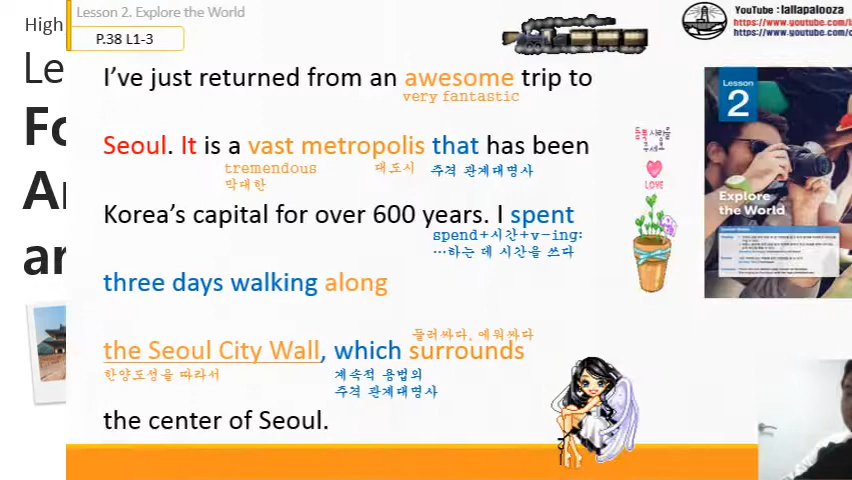 High
Le
Fo
An
ar
Lesson 2. Explore the World
P.38 L1-3
YouTube : lallapalooza
https://www.youtube.com/
https://www.youtube.com/
I've just returned from an awesome trip to
very fantastic
Seoul. It is a vast metropolis that has been
tremendous 대도시 주격 관계대명사
막대한
Korea's capital for over 600 years. I spent
spend+시간+v-ing:
…하는 데 시간을 쓰다
three days walking along
둘러싸다, 에워싸다
the Seoul City Wall, which surrounds
한양도성을 따라서 계속적 용법의
주격 관계대명사
the center of Seoul.
LOVE
Lesson
2
Explore
the World